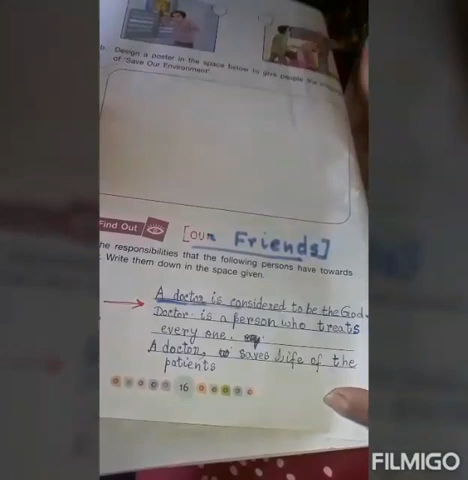 Design a poster in the space below to give people the
of 'Save Our Environment'
Find Out
[Our Friends]
he responsibilities that the following persons have towards
. Write them down in the space given.
A doctor is considered to be the God.
Doctor is a person who treats
every one.
A doctor, saves life of the
patients
16
FILMIGO